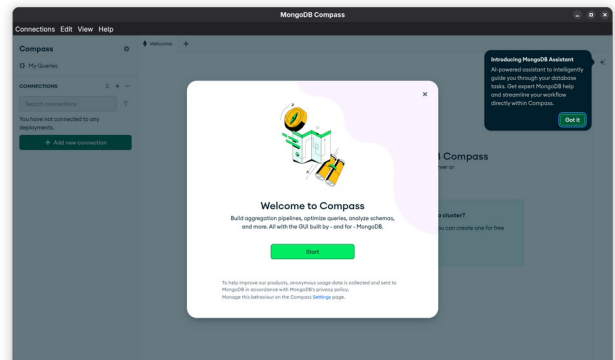 MongoDB Compass
Connections Edit View Help
Compass
My Queries
CONNECTIONS
Search connections
You have not connected to any
deployments.
+ Add new connection
Welcome
Introducing MongoDB Assistant
AI-powered assistant to intelligently
guide you through your database
tasks. Get expert MongoDB help
and streamline your workflow
directly within Compass.
Got it
Welcome to Compass
Build aggregation pipelines, optimize queries, analyze schemas,
and more. All with the GUI built by - and for - MongoDB.
Start
To help improve our products, anonymous usage data is collected and sent to
MongoDB in accordance with MongoDB's privacy policy.
Manage this behaviour on the Compass Settings page.
Compass
or
a cluster?
can create one for free